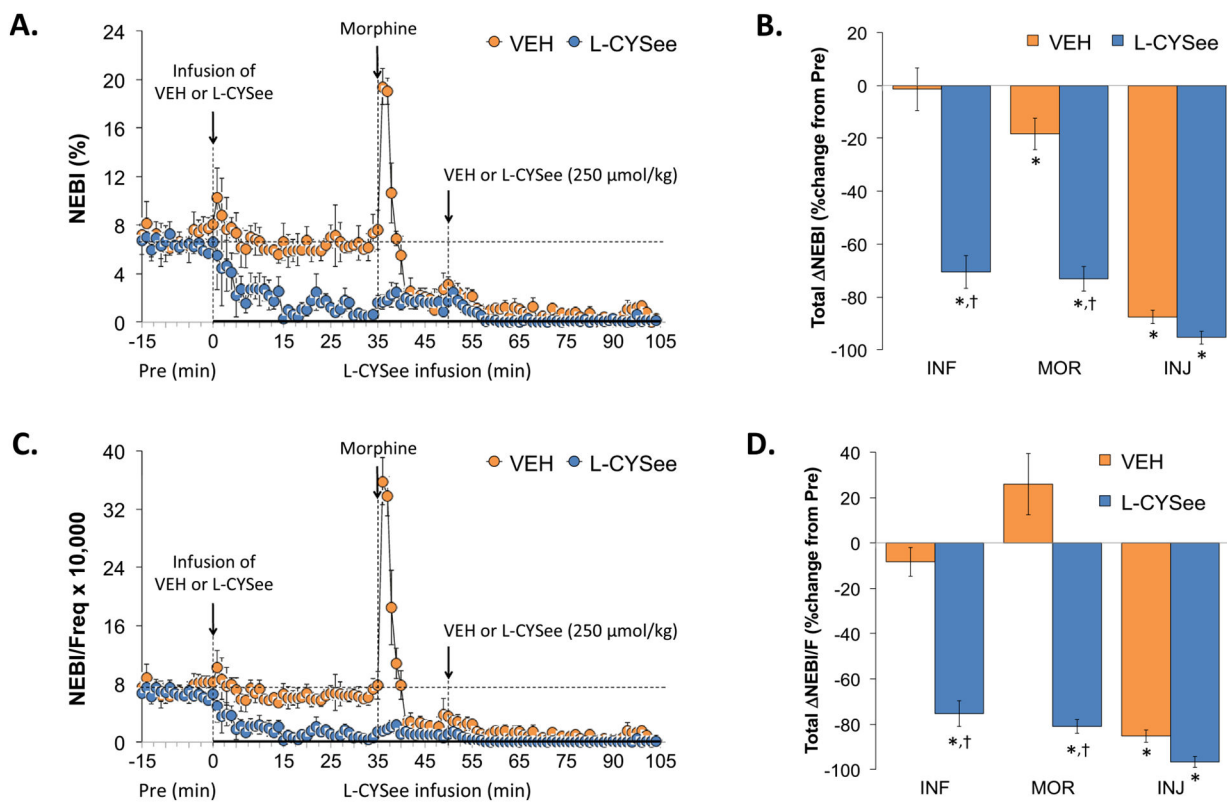 A.
Morphine
VEH
L-CYSee
24
20
16
12
8
4
0
NEBI (%)
Infusion of
VEH or L-CYSee
VEH or L-CYSee (250 µmol/kg)
-15 0 15 25 35 45 55 65 75 85 95 105
Pre (min)
L-CYSee infusion (min)
B.
VEH
L-CYSee
20
0
-20
-40
-60
-80
-100
Total ΔNEBI (%change from Pre)
*
*,†
*,†
*
*
INF MOR INJ
C.
Morphine
VEH
L-CYSee
40
32
24
16
8
0
NEBI/Freq x 10,000
Infusion of
VEH or L-CYSee
VEH or L-CYSee (250 µmol/kg)
-15 0 15 25 35 45 55 65 75 85 95 105
Pre (min)
L-CYSee infusion (min)
D.
VEH
L-CYSee
40
20
0
-20
-40
-60
-80
-100
Total ΔNEBI/F (%change from Pre)
*,†
*,†
*
*
INF MOR INJ